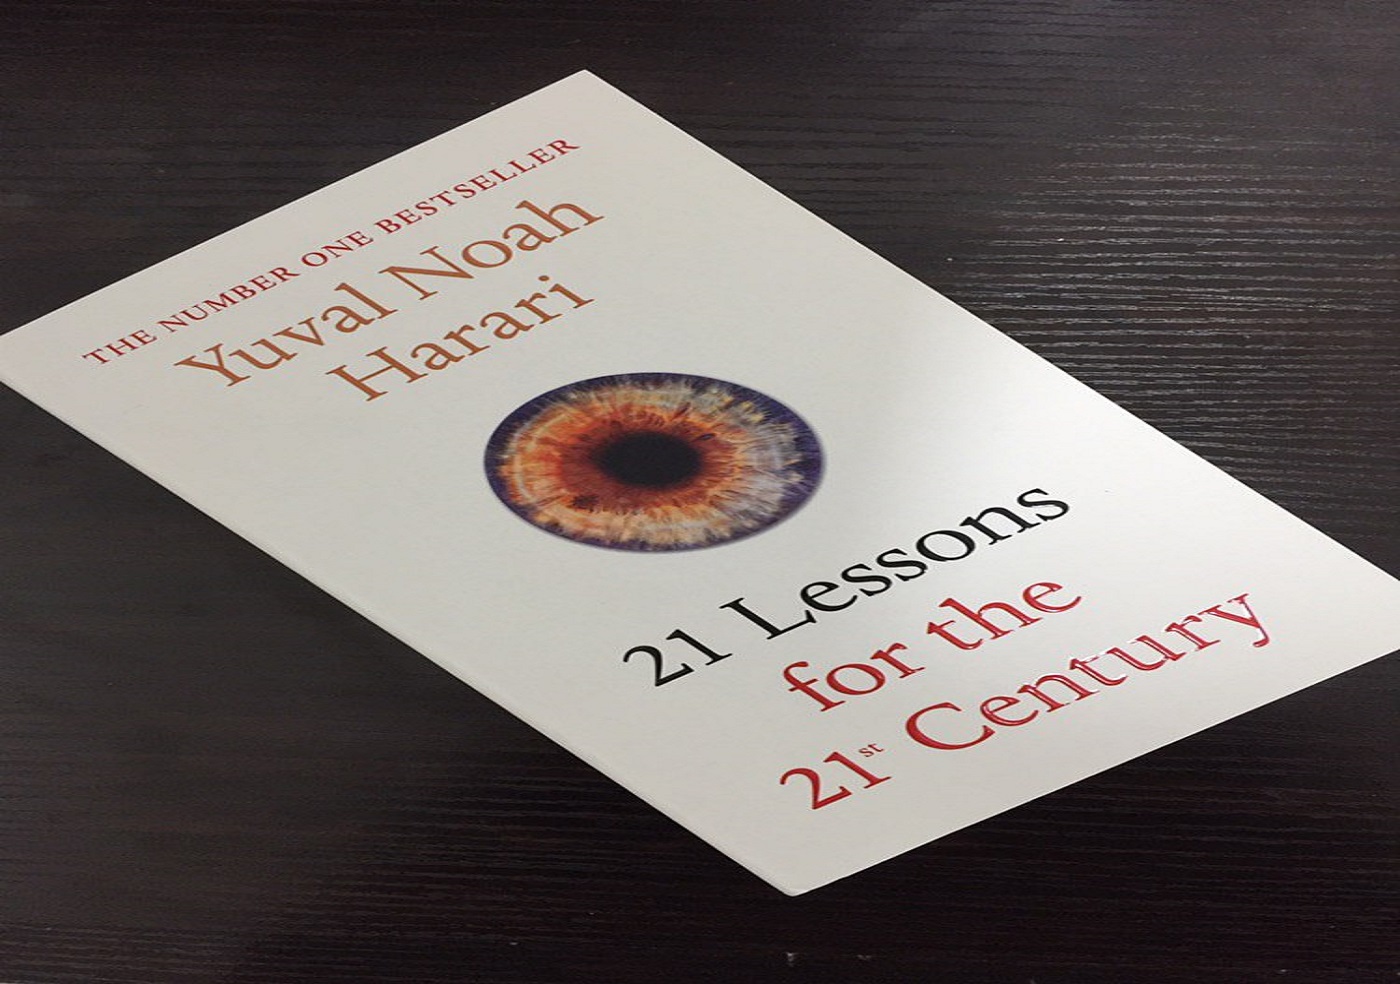 THE NUMBER ONE BESTSELLER
Yuval Noah
Harari
21 Lessons
for the
21st Century